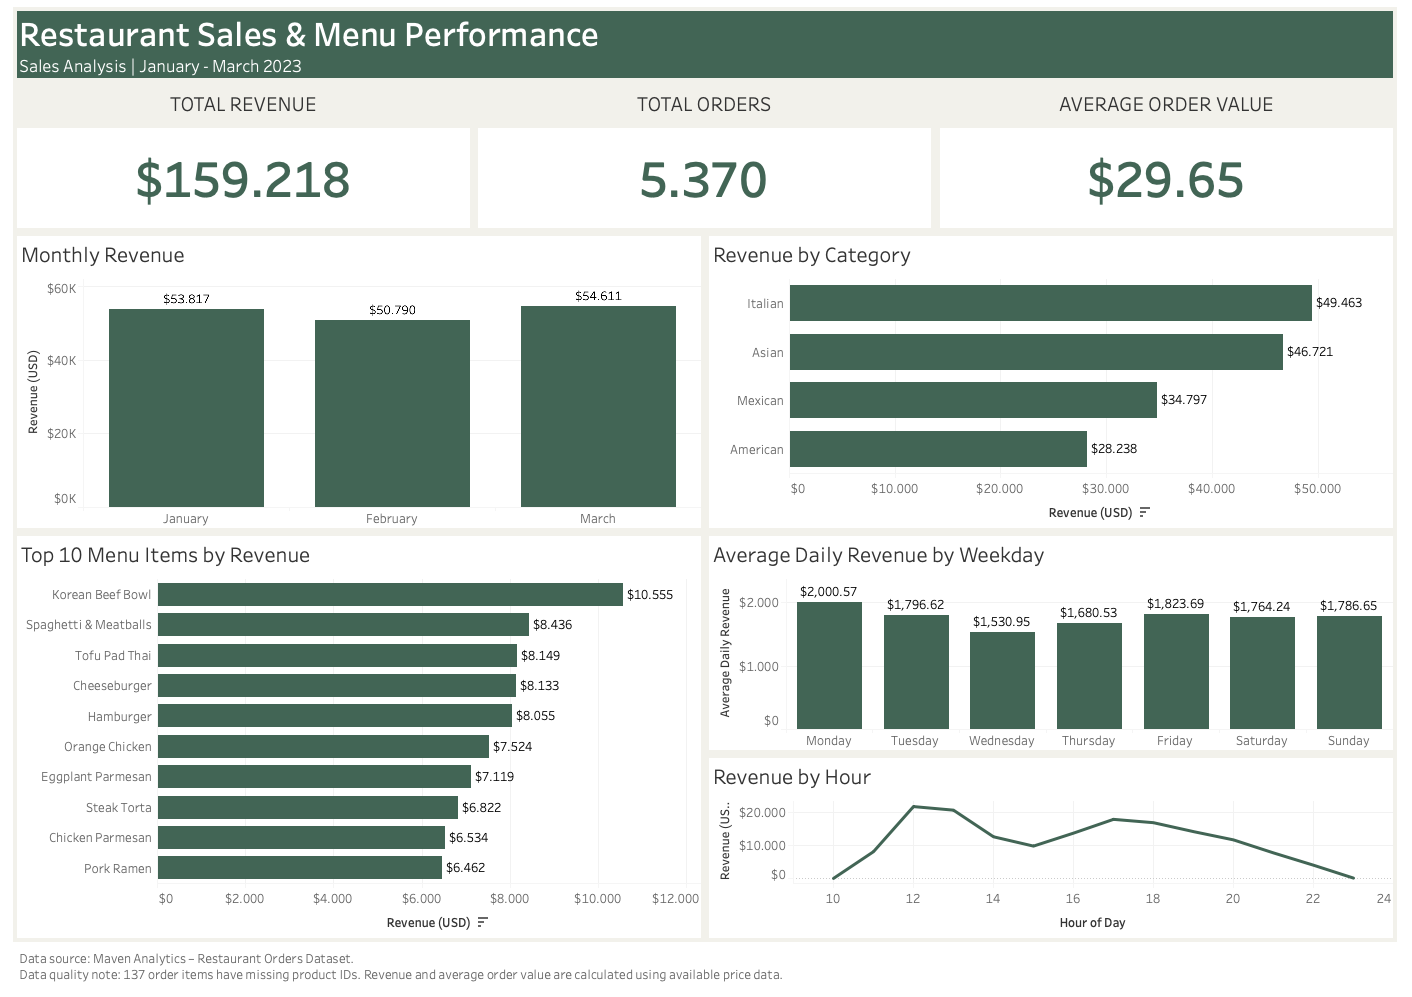 Restaurant Sales & Menu Performance
Sales Analysis | January - March 2023
TOTAL REVENUE
TOTAL ORDERS
AVERAGE ORDER VALUE
$159.218
5.370
$29.65
Monthly Revenue
Revenue (USD)
$60K
$40K
$20K
$0K
$53.817
$50.790
$54.611
January
February
March
Revenue by Category
Italian
$49.463
Asian
$46.721
Mexican
$34.797
American
$28.238
$0
$10.000
$20.000
$30.000
$40.000
$50.000
Revenue (USD)
Top 10 Menu Items by Revenue
Korean Beef Bowl
$10.555
Spaghetti & Meatballs
$8.436
Tofu Pad Thai
$8.149
Cheeseburger
$8.133
Hamburger
$8.055
Orange Chicken
$7.524
Eggplant Parmesan
$7.119
Steak Torta
$6.822
Chicken Parmesan
$6.534
Pork Ramen
$6.462
$0
$2.000
$4.000
$6.000
$8.000
$10.000
$12.000
Revenue (USD)
Average Daily Revenue by Weekday
Average Daily Revenue
$2.000
$1.000
$0
$2,000.57
$1,796.62
$1,530.95
$1,680.53
$1,823.69
$1,764.24
$1,786.65
Monday
Tuesday
Wednesday
Thursday
Friday
Saturday
Sunday
Revenue by Hour
Revenue (US..
$20.000
$10.000
$0
10
12
14
16
18
20
22
24
Hour of Day
Data source: Maven Analytics – Restaurant Orders Dataset.
Data quality note: 137 order items have missing product IDs. Revenue and average order value are calculated using available price data.